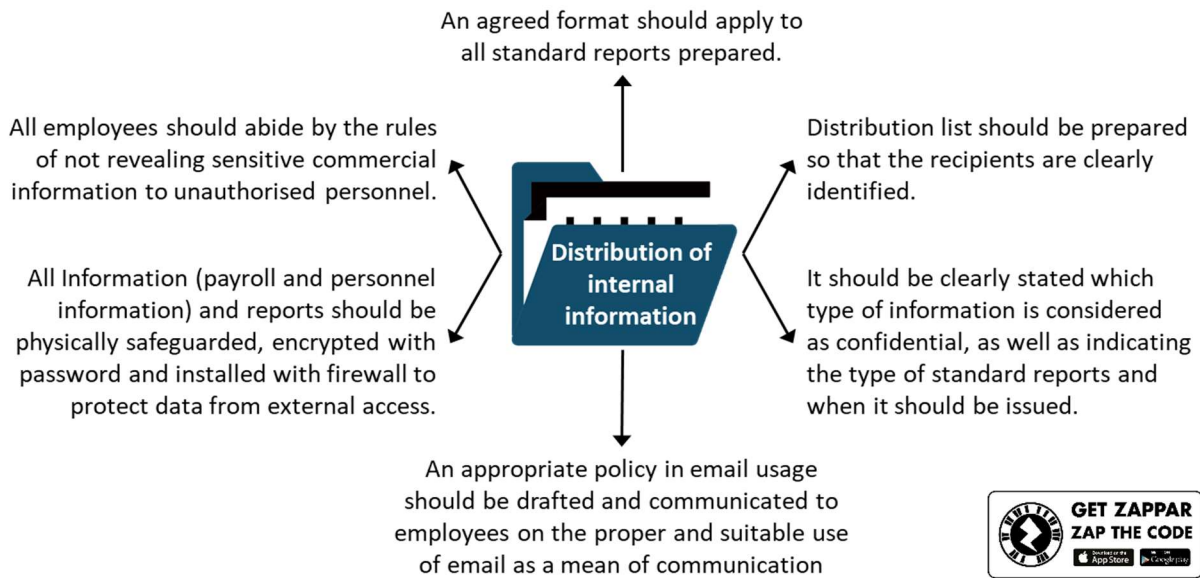 An agreed format should apply to
all standard reports prepared.
All employees should abide by the rules
of not revealing sensitive commercial
information to unauthorised personnel.
Distribution list should be prepared
so that the recipients are clearly
identified.
Distribution of
internal
information
All Information (payroll and personnel
information) and reports should be
physically safeguarded, encrypted with
password and installed with firewall to
protect data from external access.
It should be clearly stated which
type of information is considered
as confidential, as well as indicating
the type of standard reports and
when it should be issued.
An appropriate policy in email usage
should be drafted and communicated to
employees on the proper and suitable use
of email as a mean of communication
GET ZAPPAR
ZAP THE CODE
App Store
Google play